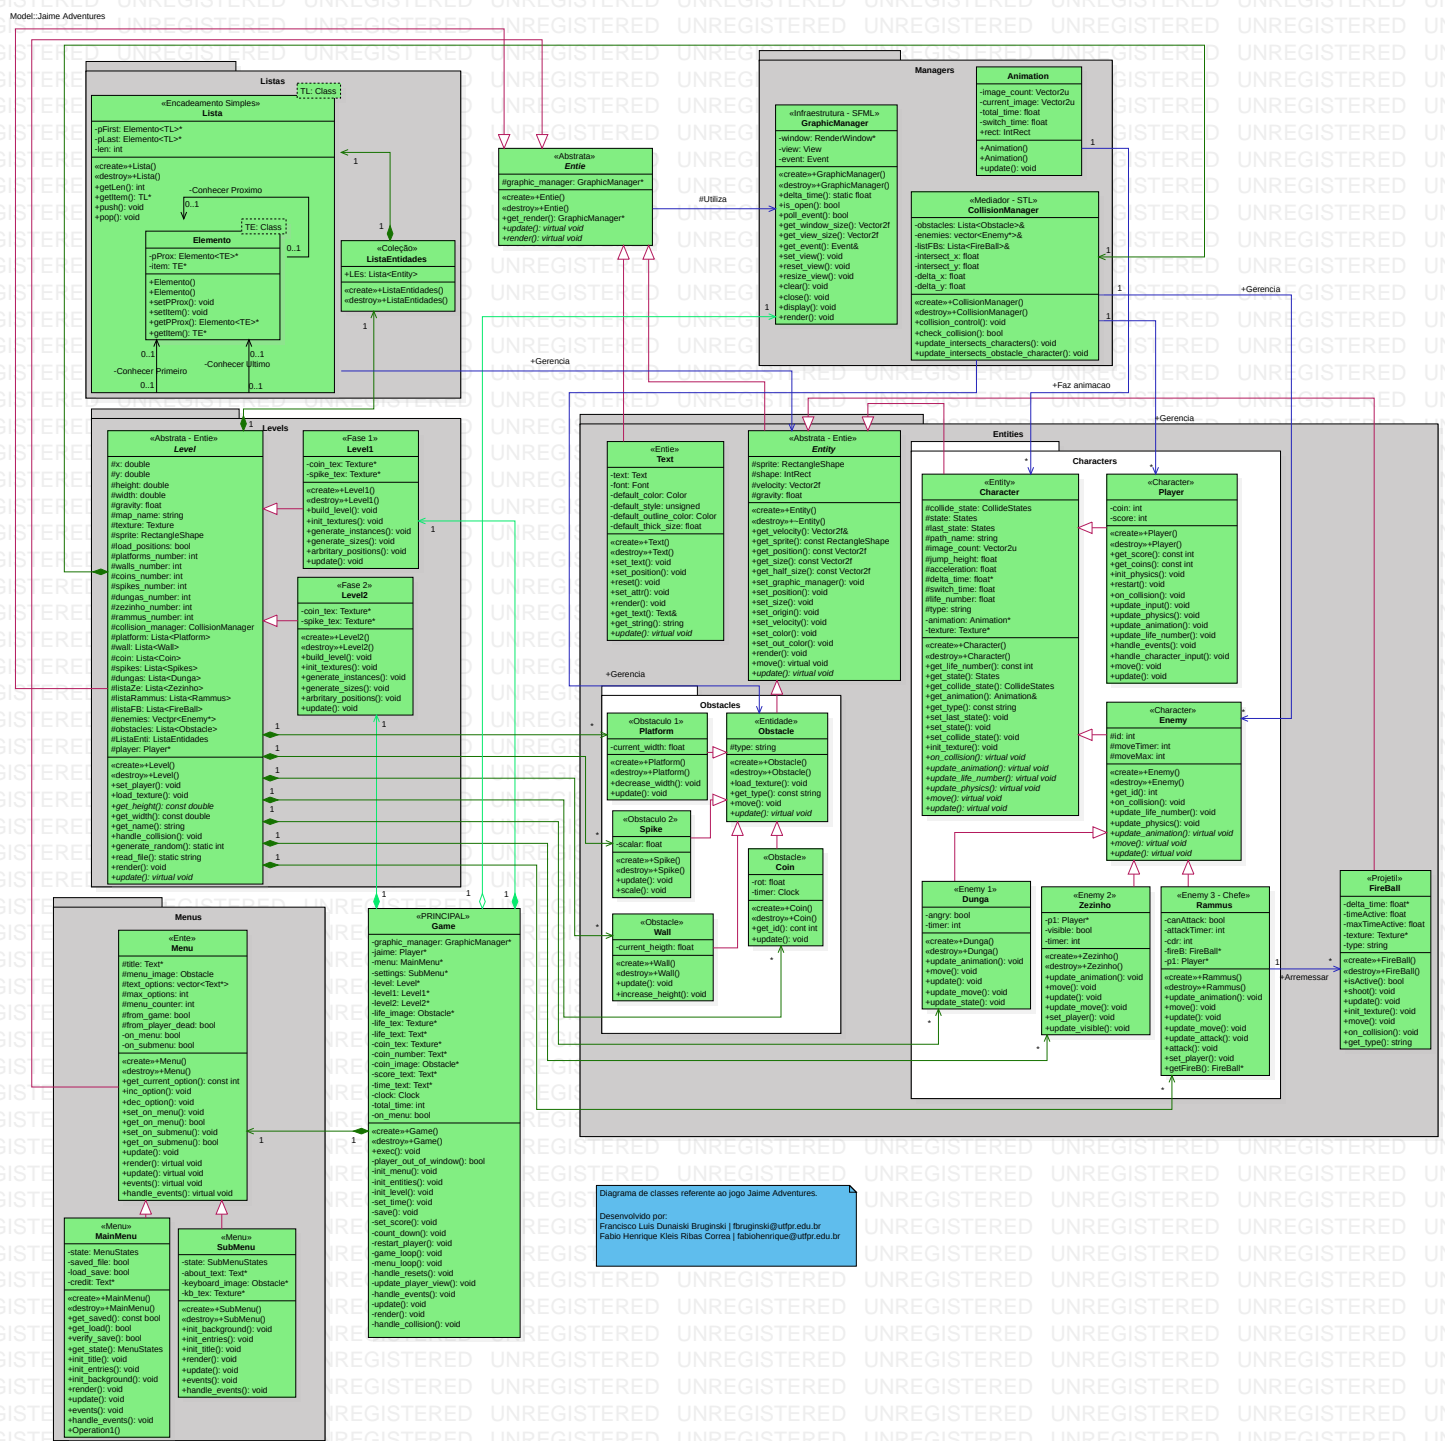 Model::Jaime Adventures
Listas
TL: Class
«Encadeamento Simples»
Lista
-pFirst: Elemento<TL>*
-pLast: Elemento<TL>*
-len: int
«create»+Lista()
«destroy»+Lista()
+getLen(): int
+getItem(): TL*
+push(): void
+pop(): void
-Conhecer Proximo
0..1
TE: Class
Elemento
-pProx: Elemento<TE>*
-item: TE*
+Elemento()
+Elemento()
+setPProx(): void
+setItem(): void
+getPProx(): Elemento<TE>*
+getItem(): TE*
0..1
0..1
0..1
-Conhecer Primeiro
-Conhecer Ultimo
0..1
0..1
1
1
«Coleção»
ListaEntidades
+LEs: Lista<Entity>
«create»+ListaEntidades()
«destroy»+ListaEntidades()
1
«Abstrata»
Entie
#graphic_manager: GraphicManager*
«create»+Entie()
«destroy»+Entie()
+get_render(): GraphicManager*
+update(): virtual void
+render(): virtual void
#Utiliza
Managers
«Infraestrutura - SFML»
GraphicManager
-window: RenderWindow*
-view: View
-event: Event
«create»+GraphicManager()
«destroy»+GraphicManager()
+delta_time(): static float
+is_open(): bool
+poll_event(): bool
+get_window_size(): Vector2f
+get_view_size(): Vector2f
+get_event(): Event&
+set_view(): void
+reset_view(): void
+resize_view(): void
+clear(): void
+close(): void
+display(): void
+render(): void
1
Animation
-image_count: Vector2u
-current_image: Vector2u
-total_time: float
-switch_time: float
+rect: IntRect
+Animation()
+Animation()
+update(): void
1
«Mediador - STL»
CollisionManager
-obstacles: Lista<Obstacle>&
-enemies: vector<Enemy*>&
-listFBs: Lista<FireBall>&
-intersect_x: float
-intersect_y: float
-delta_x: float
-delta_y: float
«create»+CollisionManager()
«destroy»+CollisionManager()
+collision_control(): void
+check_collision(): bool
+update_intersects_characters(): void
+update_intersects_obstacle_character(): void
1
1
1
+Gerencia
+Gerencia
+Faz animacao
+Gerencia
Levels
1
«Abstrata - Entie»
Level
#x: double
#y: double
#height: double
#width: double
#gravity: float
#map_name: string
#texture: Texture
#sprite: RectangleShape
#load_positions: bool
#platforms_number: int
#walls_number: int
#coins_number: int
#spikes_number: int
#dungas_number: int
#zezinho_number: int
#rammus_number: int
#collision_manager: CollisionManager
#platform: Lista<Platform>
#wall: Lista<Wall>
#coin: Lista<Coin>
#spikes: Lista<Spikes>
#dungas: Lista<Dunga>
#listaZe: Lista<Zezinho>
#listaRammus: Lista<Rammus>
#listaFB: Lista<FireBall>
#enemies: Vectpr<Enemy*>
#obstacles: Lista<Obstacle>
#ListaEnti: ListaEntidades
#player: Player*
«create»+Level()
«destroy»+Level()
+set_player(): void
+load_texture(): void
+get_height(): const double
+get_width(): const double
+get_name(): string
+handle_collision(): void
+generate_random(): static int
+read_file(): static string
+render(): void
+update(): virtual void
«Fase 1»
Level1
-coin_tex: Texture*
-spike_tex: Texture*
«create»+Level1()
«destroy»+Level1()
+build_level(): void
+init_textures(): void
+generate_instances(): void
+generate_sizes(): void
+arbritary_positions(): void
+update(): void
1
«Fase 2»
Level2
-coin_tex: Texture*
-spike_tex: Texture*
«create»+Level2()
«destroy»+Level2()
+build_level(): void
+init_textures(): void
+generate_instances(): void
+generate_sizes(): void
+arbritary_positions(): void
+update(): void
1
1
1
1
1
1
1
1
Entities
«Entie»
Text
-text: Text
-font: Font
-default_color: Color
-default_style: unsigned
-default_outline_color: Color
-default_thick_size: float
«create»+Text()
«destroy»+Text()
+set_text(): void
+set_position(): void
+reset(): void
+set_attr(): void
+render(): void
+get_text(): Text&
+get_string(): string
+update(): virtual void
«Abstrata - Entie»
Entity
#sprite: RectangleShape
#shape: IntRect
#velocity: Vector2f
#gravity: float
«create»+Entity()
«destroy»+~Entity()
+get_velocity(): Vector2f&
+get_sprite(): const RectangleShape
+get_position(): const Vector2f
+get_size(): const Vector2f
+get_half_size(): const Vector2f
+set_graphic_manager(): void
+set_position(): void
+set_size(): void
+set_origin(): void
+set_velocity(): void
+set_color(): void
+set_out_color(): void
+render(): void
+move(): virtual void
+update(): virtual void
+Gerencia
Obstacles
*
«Obstaculo 1»
Platform
-current_width: float
«create»+Platform()
«destroy»+Platform()
+decrease_width(): void
+update(): void
«Entidade»
Obstacle
#type: string
«create»+Obstacle()
«destroy»+Obstacle()
+load_texture(): void
+get_type(): const string
+move(): void
+update(): virtual void
*
«Obstaculo 2»
Spike
-scalar: float
«create»+Spike()
«destroy»+Spike()
+update(): void
+scale(): void
«Obstacle»
Coin
-rot: float
-timer: Clock
«create»+Coin()
«destroy»+Coin()
+get_id(): cont int
+update(): void
*
*
«Obstacle»
Wall
-current_heigth: float
«create»+Wall()
«destroy»+Wall()
+update(): void
+increase_height(): void
Characters
*
*
«Entity»
Character
#collide_state: CollideStates
#state: States
#last_state: States
#path_name: string
#image_count: Vector2u
#jump_height: float
#acceleration: float
#delta_time: float*
#switch_time: float
#life_number: float
#type: string
-animation: Animation*
-texture: Texture*
«create»+Character()
«destroy»+Character()
+get_life_number(): const int
+get_state(): States
+get_collide_state(): CollideStates
+get_animation(): Animation&
+get_type(): const string
+set_last_state(): void
+set_state(): void
+set_collide_state(): void
+init_texture(): void
+on_collision(): virtual void
+update_animation(): virtual void
+update_life_number(): virtual void
+update_physics(): virtual void
+move(): virtual void
+update(): virtual void
«Character»
Player
-coin: int
-score: int
«create»+Player()
«destroy»+Player()
+get_score(): const int
+get_coins(): const int
+init_physics(): void
+restart(): void
+on_collision(): void
+update_input(): void
+update_physics(): void
+update_animation(): void
+update_life_number(): void
+handle_events(): void
+handle_character_input(): void
+move(): void
+update(): void
*
«Character»
Enemy
#id: int
#moveTimer: int
#moveMax: int
«create»+Enemy()
«destroy»+Enemy()
+get_id(): int
+on_collision(): void
+update_life_number(): void
+update_physics(): void
+update_animation(): virtual void
+move(): virtual void
+update(): virtual void
«Enemy 1»
Dunga
-angry: bool
-timer: int
«create»+Dunga()
«destroy»+Dunga()
+update_animation(): void
+move(): void
+update(): void
+update_move(): void
+update_state(): void
*
«Enemy 2»
Zezinho
-p1: Player*
-visible: bool
-timer: int
«create»+Zezinho()
«destroy»+Zezinho()
+update_animation(): void
+move(): void
+update(): void
+update_move(): void
+set_player(): void
+update_visible(): void
*
«Enemy 3 - Chefe»
Rammus
-canAttack: bool
-attackTimer: int
-cdr: int
-fireB: FireBall*
-p1: Player*
«create»+Rammus()
«destroy»+Rammus()
+update_animation(): void
+move(): void
+update(): void
+update_move(): void
+update_attack(): void
+attack(): void
+set_player(): void
+getFireB(): FireBall*
*
1
*
+Arremessar
«Projetil»
FireBall
-delta_time: float*
-timeActive: float
-maxTimeActive: float
-texture: Texture*
-type: string
«create»+FireBall()
«destroy»+FireBall()
+isActive(): bool
+shoot(): void
+update(): void
+init_texture(): void
+move(): void
+on_collision(): void
+get_type(): string
Menus
«Ente»
Menu
#title: Text*
#menu_image: Obstacle
#text_options: vector<Text*>
#max_options: int
#menu_counter: int
#from_game: bool
#from_player_dead: bool
-on_menu: bool
-on_submenu: bool
«create»+Menu()
«destroy»+Menu()
+get_current_option(): const int
+inc_option(): void
+dec_option(): void
+set_on_menu(): void
+get_on_menu(): bool
+set_on_submenu(): void
+get_on_submenu(): bool
+update(): void
+render(): virtual void
+update(): virtual void
+events(): virtual void
+handle_events(): virtual void
1
1
«Menu»
MainMenu
-state: MenuStates
-saved_file: bool
-load_save: bool
-credit: Text*
«create»+MainMenu()
«destroy»+MainMenu()
+get_saved(): const bool
+get_load(): bool
+verify_save(): bool
+get_state(): MenuStates
+init_title(): void
+init_entries(): void
+init_background(): void
+render(): void
+update(): void
+events(): void
+handle_events(): void
+Operation1()
«Menu»
SubMenu
-state: SubMenuStates
-about_text: Text*
-keyboard_image: Obstacle*
-kb_tex: Texture*
«create»+SubMenu()
«destroy»+SubMenu()
+init_background(): void
+init_entries(): void
+init_title(): void
+render(): void
+update(): void
+events(): void
+handle_events(): void
1
1
1
«PRINCIPAL»
Game
-graphic_manager: GraphicManager*
-jaime: Player*
-menu: MainMenu*
-settings: SubMenu*
-level: Level*
-level1: Level1*
-level2: Level2*
-life_image: Obstacle*
-life_tex: Texture*
-life_text: Text*
-coin_tex: Texture*
-coin_number: Text*
-coin_image: Obstacle*
-score_text: Text*
-time_text: Text*
-clock: Clock
-total_time: int
-on_menu: bool
«create»+Game()
«destroy»+Game()
+exec(): void
-player_out_of_window(): bool
-init_menu(): void
-init_entities(): void
-init_level(): void
-set_time(): void
-save(): void
-set_score(): void
-count_down(): void
-restart_player(): void
-game_loop(): void
-menu_loop(): void
-handle_resets(): void
-update_player_view(): void
-handle_events(): void
-update(): void
-render(): void
-handle_collision(): void
Diagrama de classes referente ao jogo Jaime Adventures.
Desenvolvido por:
Francisco Luis Dunaiski Bruginski | fbruginski@utfpr.edu.br
Fabio Henrique Kleis Ribas Correa | fabiohenrique@utfpr.edu.br
UNREGISTERED